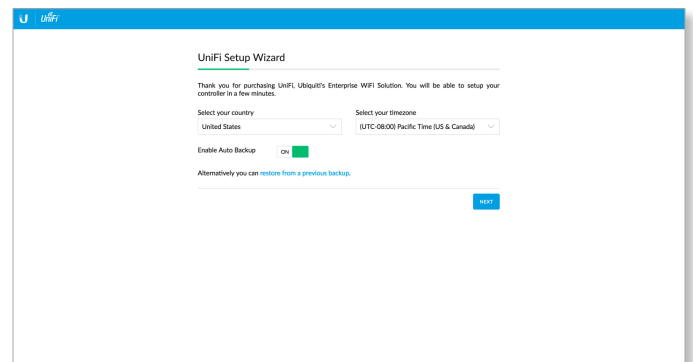 U UniFi
UniFi Setup Wizard
Thank you for purchasing UniFi, Ubiquiti's Enterprise WiFi Solution. You will be able to setup your
controller in a few minutes.
Select your country Select your timezone
United States (UTC-08:00) Pacific Time (US & Canada)
Enable Auto Backup ON
Alternatively you can restore from a previous backup.
NEXT